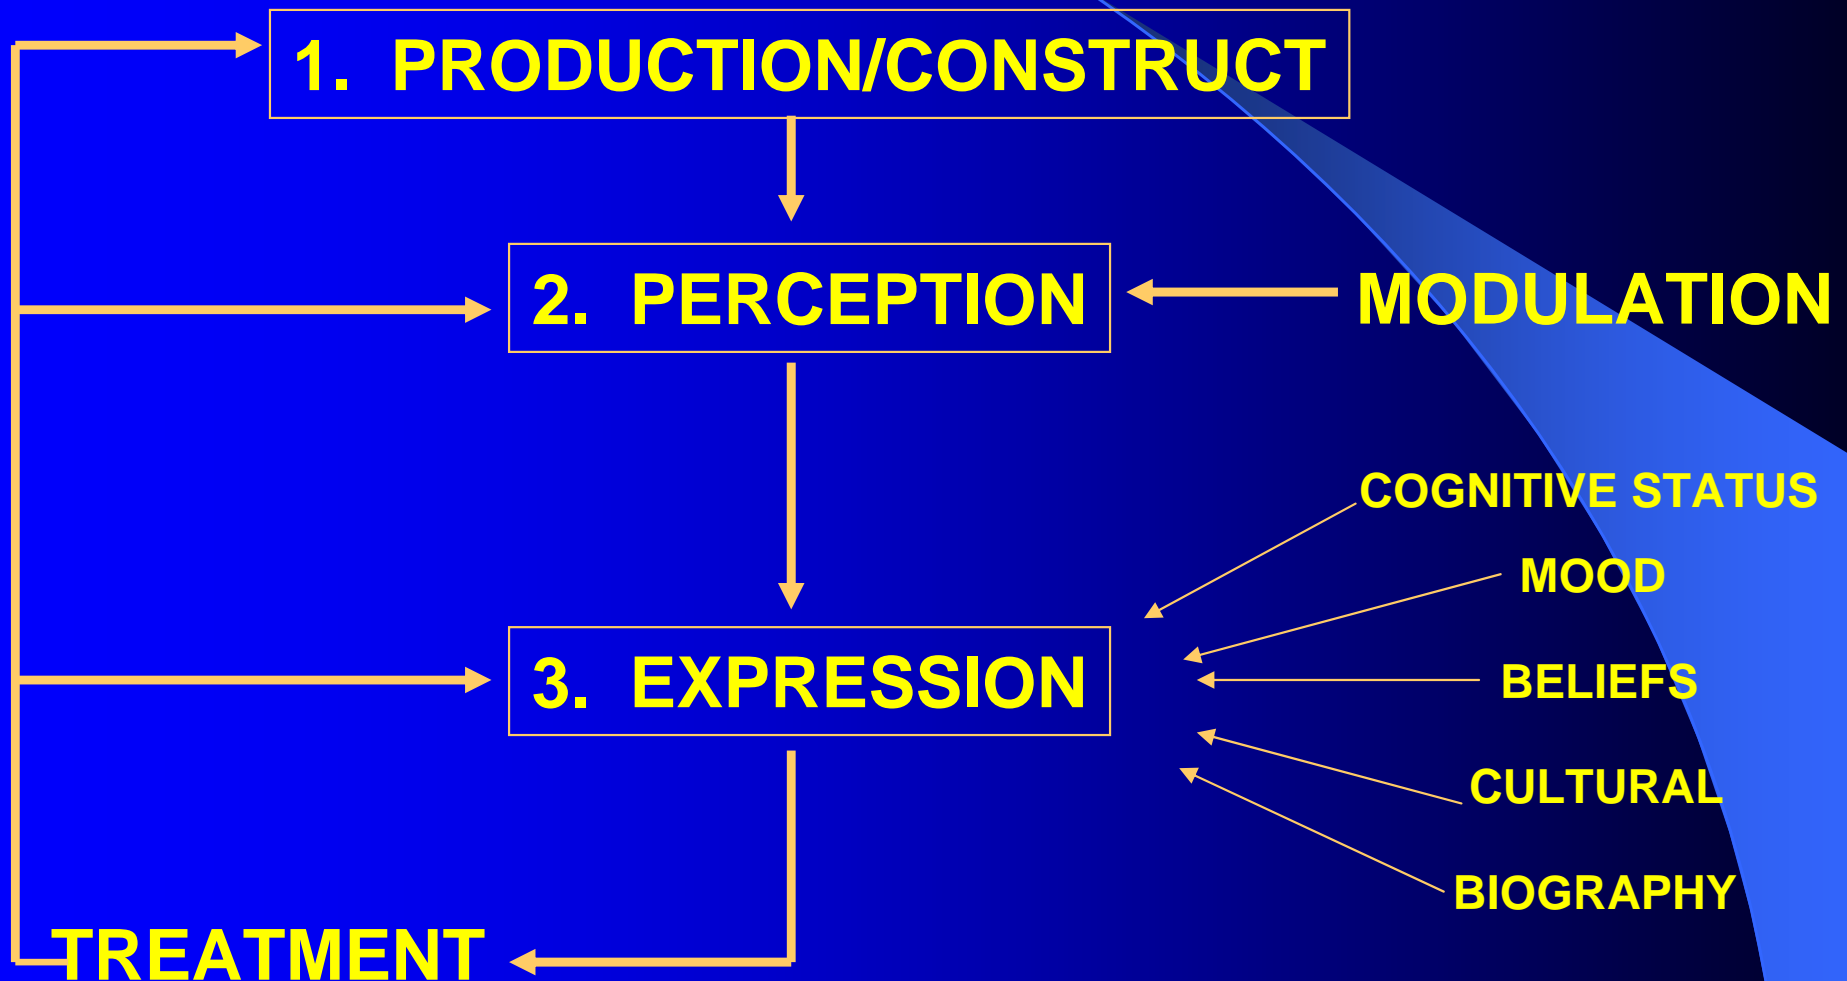 1. PRODUCTION/CONSTRUCT
2. PERCEPTION
MODULATION
COGNITIVE STATUS
MOOD
3. EXPRESSION
BELIEFS
CULTURAL
BIOGRAPHY
TREATMENT